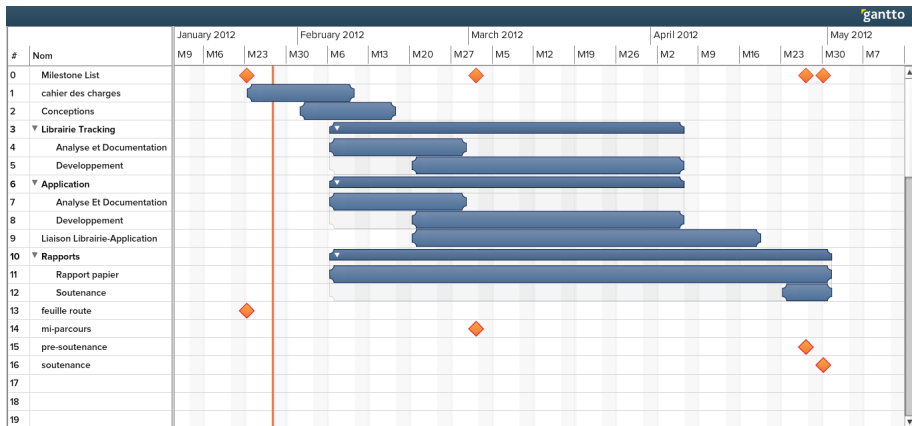 gantto
January 2012 February 2012 March 2012 April 2012 May 2012
# Nom M9 M16 M23 M30 M6 M13 M20 M27 M5 M12 M19 M26 M2 M9 M16 M23 M30 M7
0 Milestone List
1 cahier des charges
2 Conceptions
3 Librairie Tracking
4 Analyse et Documentation
5 Developpement
6 Application
7 Analyse Et Documentation
8 Developpement
9 Liaison Librairie-Application
10 Rapports
11 Rapport papier
12 Soutenance
13 feuille route
14 mi-parcours
15 pre-soutenance
16 soutenance
17
18
19